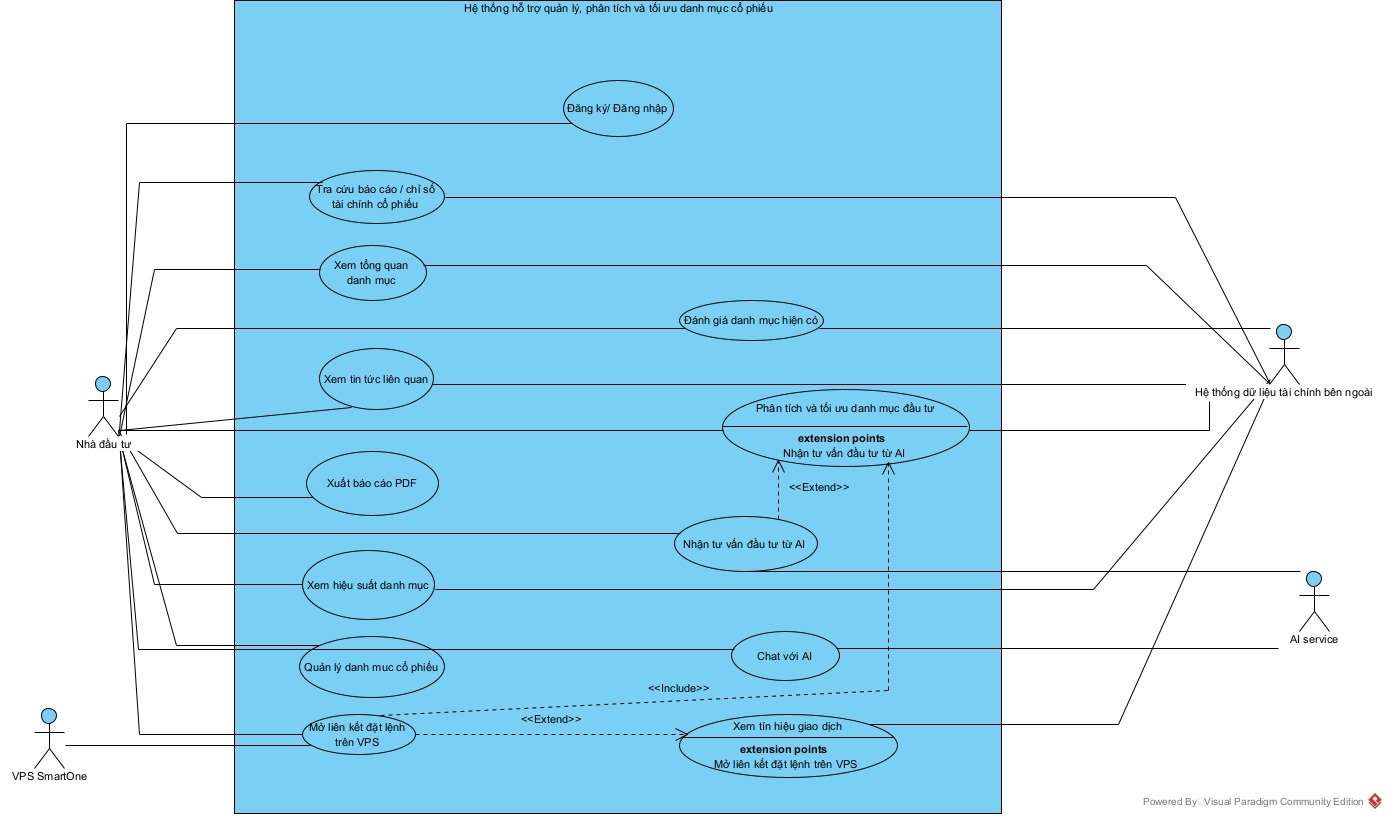 Hệ thống hỗ trợ quản lý, phân tích và tối ưu danh mục cổ phiếu
Đăng ký/ Đăng nhập
Tra cứu báo cáo / chỉ số
tài chính cổ phiếu
Xem tổng quan
danh mục
Đánh giá danh mục hiện có
Xem tin tức liên quan
Hệ thống dữ liệu tài chính bên ngoài
Phân tích và tối ưu danh mục đầu tư
extension points
Nhận tư vấn đầu tư từ AI
Nhà đầu tư
Xuất báo cáo PDF
<<Extend>>
Nhận tư vấn đầu tư từ AI
Xem hiệu suất danh mục
AI service
Chat với AI
Quản lý danh muc cổ phiếu
<<Include>>
<<Extend>>
Mở liên kết đặt lệnh
trên VPS
Xem tín hiệu giao dịch
extension points
Mở liên kết đặt lệnh trên VPS
VPS SmartOne
Powered By Visual Paradigm Community Edition